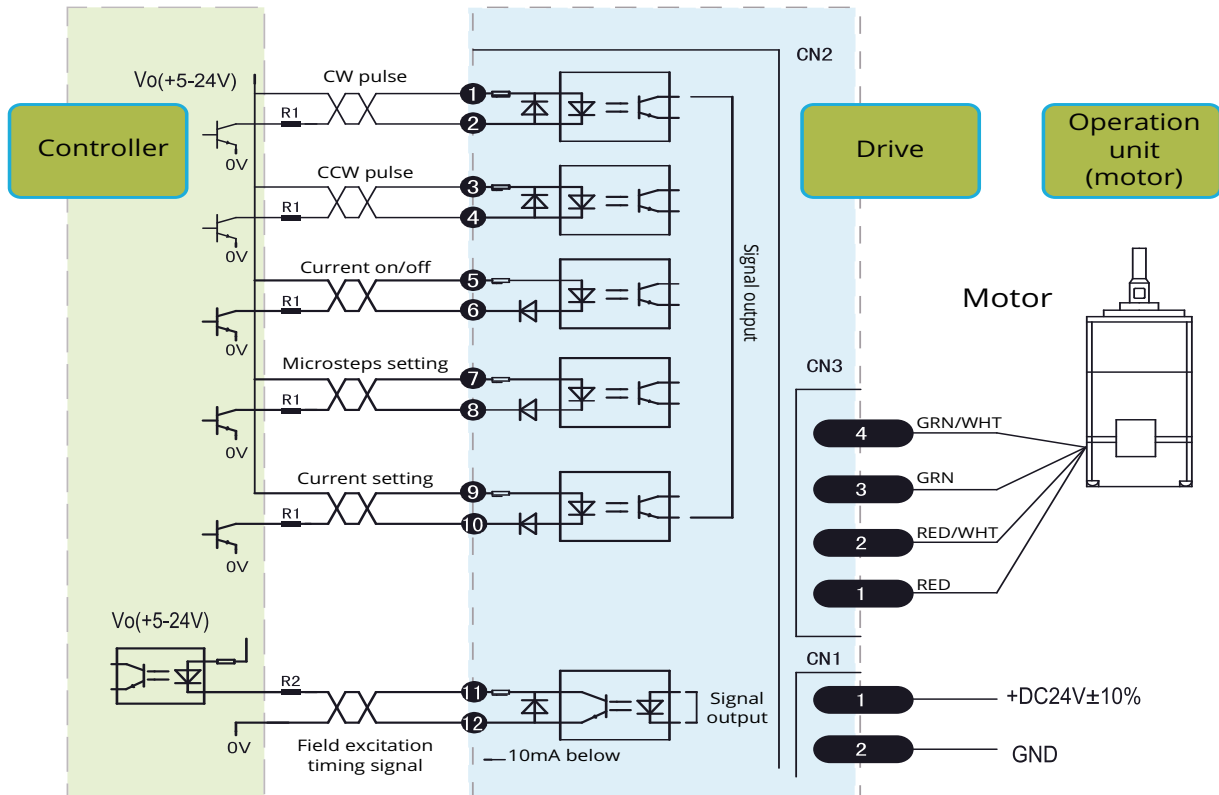 Controller
Drive
Operation
unit
(motor)
Vo(+5-24V)
CW pulse
R1
0V
1
2
CCW pulse
R1
0V
3
4
Current on/off
R1
0V
5
6
Microsteps setting
R1
0V
7
8
Current setting
R1
0V
9
10
Signal output
CN2
Vo(+5-24V)
R2
0V
Field excitation
timing signal
11
12
10mA below
Signal
output
Motor
CN3
4
GRN/WHT
3
GRN
2
RED/WHT
1
RED
CN1
1
+DC24V±10%
2
GND